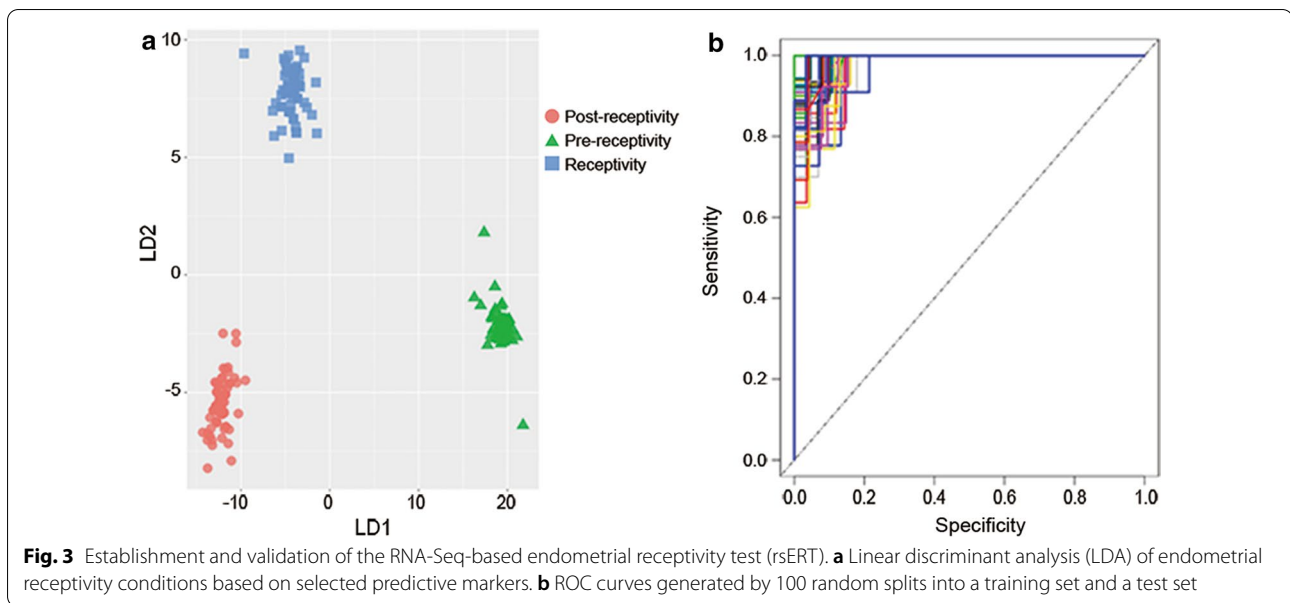 a
10
5
0
-5
LD2
-10
0
10
20
LD1
Post-receptivity
Pre-receptivity
Receptivity
b
1.0
0.8
0.6
0.4
0.2
0.0
Sensitivity
0.0
0.2
0.4
0.6
0.8
1.0
Specificity
Fig. 3 Establishment and validation of the RNA-Seq-based endometrial receptivity test (rsERT). a Linear discriminant analysis (LDA) of endometrial
receptivity conditions based on selected predictive markers. b ROC curves generated by 100 random splits into a training set and a test set